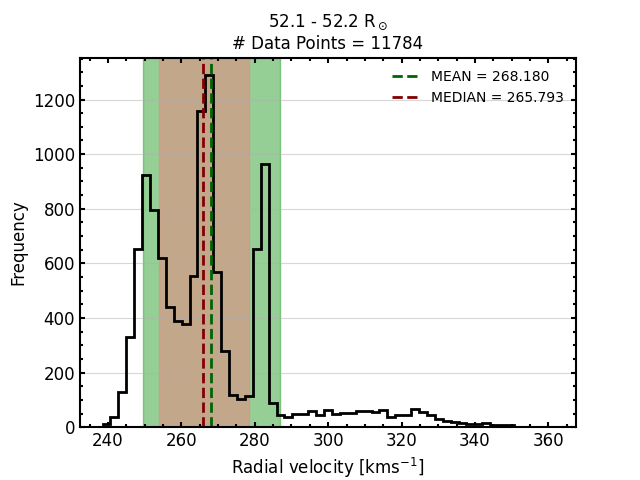 52.1 - 52.2 R⊙
# Data Points = 11784
MEAN = 268.180
MEDIAN = 265.793
Frequency
1200
1000
800
600
400
200
0
240 260 280 300 320 340 360
Radial velocity [kms⁻¹]